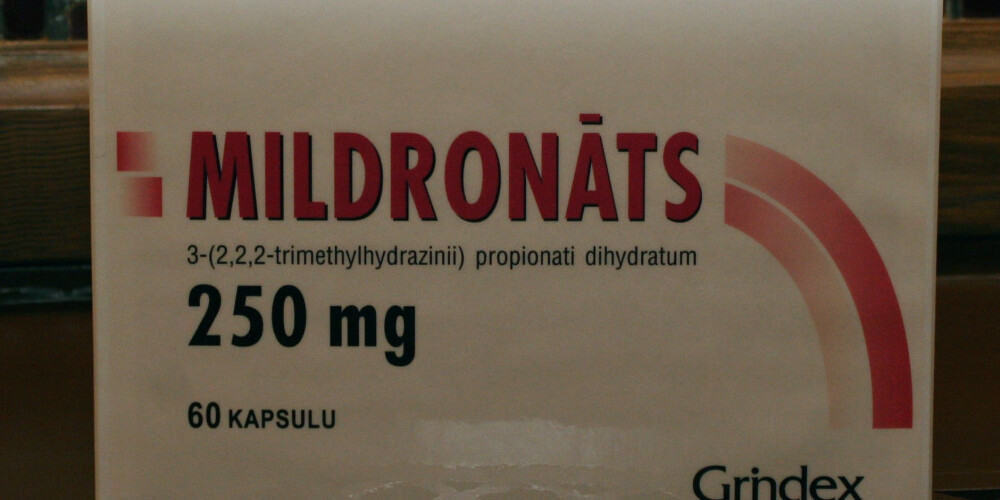 MILDRONĀTS
3-(2,2,2-trimethylhydrazinii) propionati dihydratum
250 mg
60 KAPSULU
Grindex